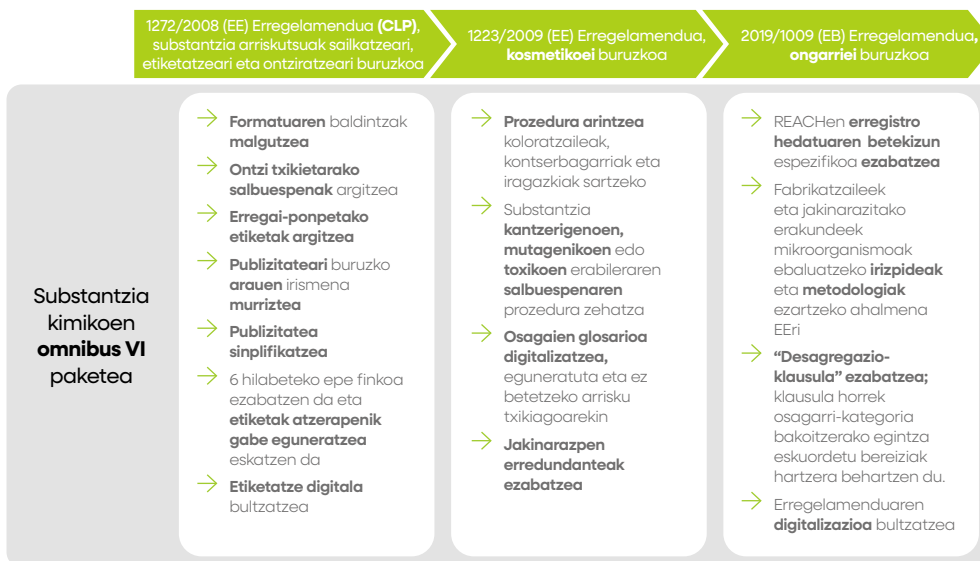 1272/2008 (EE) Erregelamendua (CLP),
substantzia arriskutsuak sailkatzeari,
etiketatzeari eta ontziratzeari buruzkoa
1223/2009 (EE) Erregelamendua,
kosmetikoei buruzkoa
2019/1009 (EB) Erregelamendua,
ongarriei buruzkoa
Substantzia
kimikoen
omnibus VI
paketea
Formatuaren baldintzak
malgutzea
Ontzi txikietarako
salbuespenak argitzea
Erregai-ponpetako
etiketak argitzea
Publizitateari buruzko
arauen irismena
murriztea
Publizitatea
sinplifikatzea
6 hilabeteko epe finkoa
ezabatzen da eta
etiketak atzerapenik
gabe eguneratzea
eskatzen da
Etiketatze digitala
bultzatzea
Prozedura arintzea
koloratzaileak,
kontserbagarriak eta
iragazkiak sartzeko
Substantzia
kantzerigenoen,
mutagenikoen edo
toxikoen erabileraren
salbuespenaren
prozedura zehatza
Osagaien glosarioa
digitalizatzea,
eguneratuta eta ez
betetzeko arrisku
txikiagoarekin
Jakinarazpen
erredundanteak
ezabatzea
REACHen erregistro
hedatuaren betekizun
espezifikoa ezabatzea
Fabrikatzaileek
eta jakinarazitako
erakundeek
mikroorganismoak
ebaluatzeko irizpideak
eta metodologiak
ezartzeko ahalmena
EEri
“Desagregazio-
klausula” ezabatzea;
klausula horrek
osagarri-kategoria
bakoitzerako egintza
eskuordetu bereiziak
hartzera behartzen du.
Erregelamenduaren
digitalizazioa bultzatzea